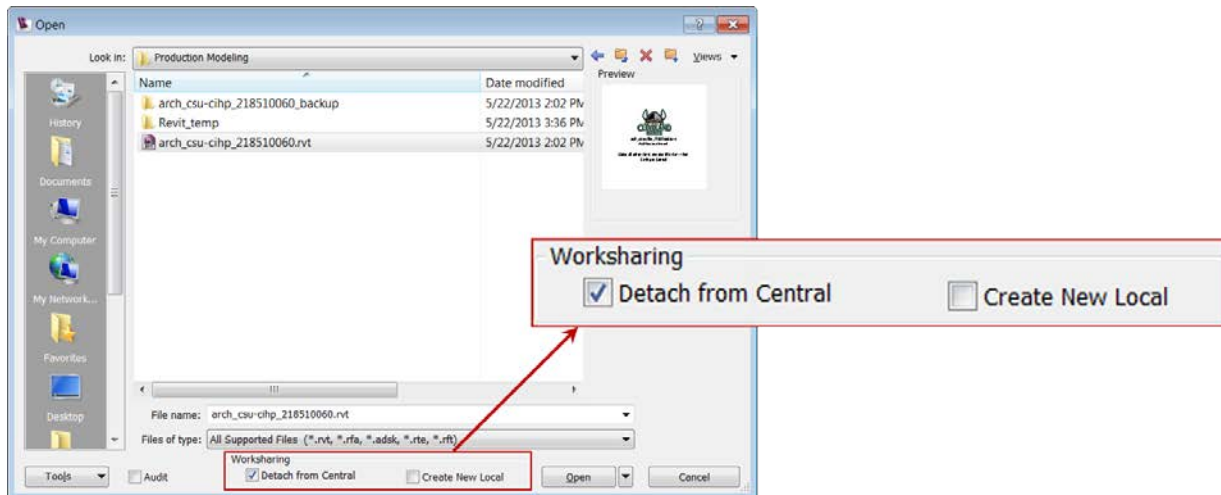 Open
Look in: Production Modeling Views
Name Date modified Preview
arch_csu-cihp_218510060_backup 5/22/2013 2:02 PM
Revit_temp 5/22/2013 3:36 PM
arch_csu-cihp_218510060.rvt 5/22/2013 2:02 PM
History
Documents
My Computer
My Network...
Favorites
Desktop
Worksharing
Detach from Central Create New Local
File name: arch_csu-cihp_218510060.rvt
Files of type: All Supported Files (*.rvt, *.rfa, *.adsk, *.rte, *.rft)
Worksharing
Tools Audit Detach from Central Create New Local Open Cancel